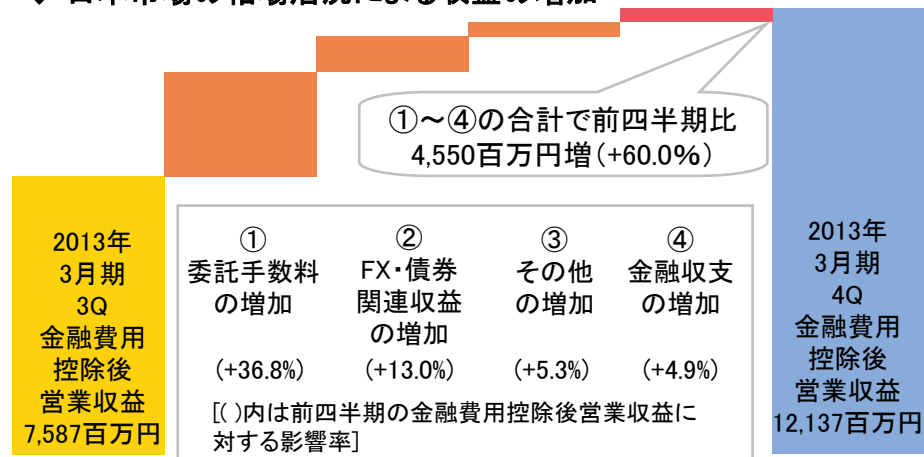 ①～④の合計で前四半期比
4,550百万円増(+60.0%)
2013年
3月期
3Q
金融費用
控除後
営業収益
7,587百万円
①
委託手数料
の増加
(+36.8%)
②
FX・債券
関連収益
の増加
(+13.0%)
③
その他
の増加
(+5.3%)
④
金融収支
の増加
(+4.9%)
[( )内は前四半期の金融費用控除後営業収益に
対する影響率]
2013年
3月期
4Q
金融費用
控除後
営業収益
12,137百万円